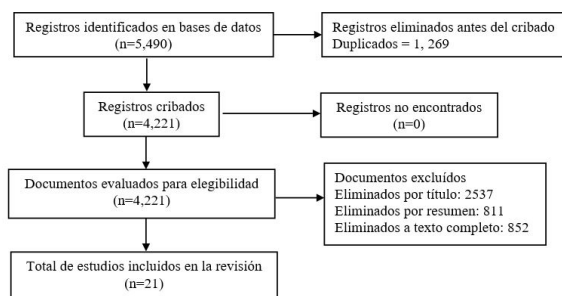 Registros identificados en bases de datos
(n=5,490)
Registros eliminados antes del cribado
Duplicados = 1, 269
Registros cribados
(n=4,221)
Registros no encontrados
(n=0)
Documentos evaluados para elegibilidad
(n=4,221)
Documentos excluídos
Eliminados por título: 2537
Eliminados por resumen: 811
Eliminados a texto completo: 852
Total de estudios incluidos en la revisión
(n=21)